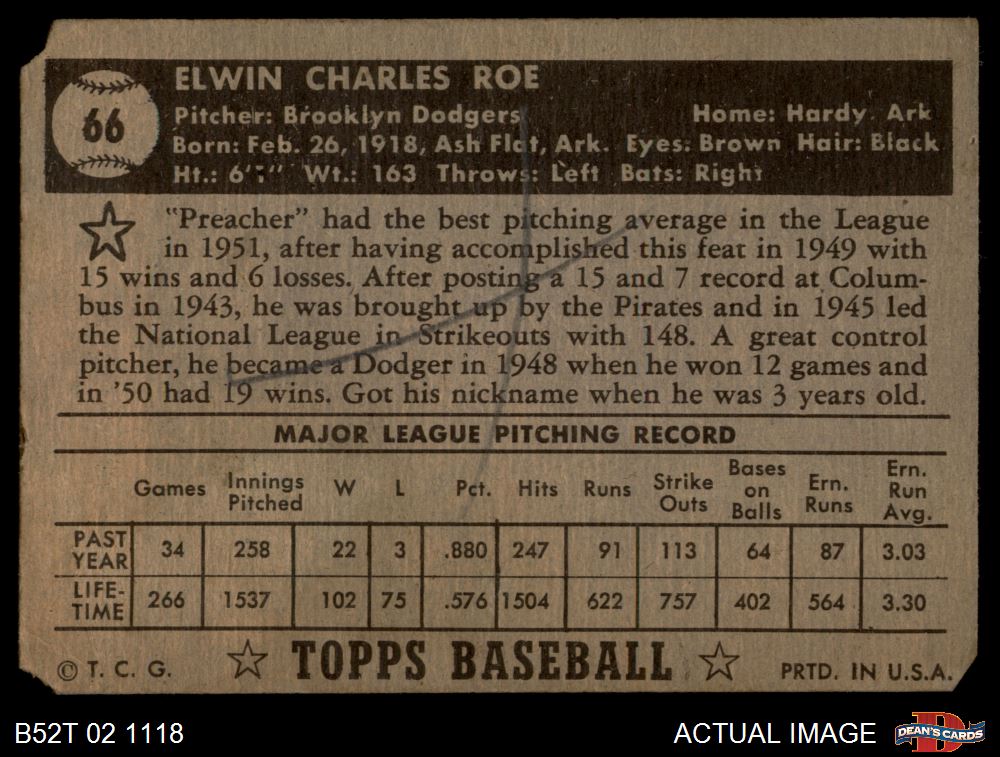 66
ELWIN CHARLES ROE
Pitcher: Brooklyn Dodgers Home: Hardy Ark
Born: Feb. 26, 1918, Ash Flat, Ark. Eyes: Brown Hair: Black
Ht.: 6'1" Wt.: 163 Throws: Left Bats: Right
"Preacher" had the best pitching average in the League
in 1951, after having accomplished this feat in 1949 with
15 wins and 6 losses. After posting a 15 and 7 record at Colum-
bus in 1943, he was brought up by the Pirates and in 1945 led
the National League in Strikeouts with 148. A great control
pitcher, he became a Dodger in 1948 when he won 12 games and
in '50 had 19 wins. Got his nickname when he was 3 years old.
MAJOR LEAGUE PITCHING RECORD
Games Innings Pitched W L Pct. Hits Runs Strike Outs Bases on Balls Ern. Runs Ern. Run Avg.
PAST YEAR 34 258 22 3 .880 247 91 113 64 87 3.03
LIFE-TIME 266 1537 102 75 .576 1504 622 757 402 564 3.30
© T. C. G. TOPPS BASEBALL PRTD. IN U.S.A.
B52T 02 1118 ACTUAL IMAGE D DEAN'S CARDS